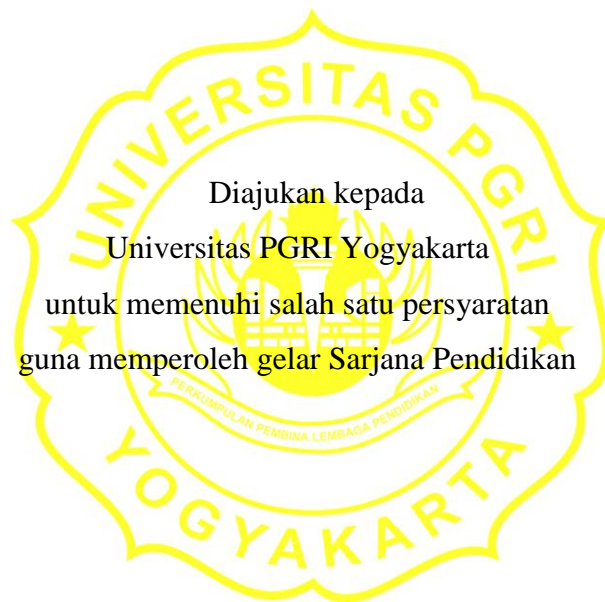 UNIVERSITAS PGRI
Diajukan kepada
Universitas PGRI Yogyakarta
untuk memenuhi salah satu persyaratan
guna memperoleh gelar Sarjana Pendidikan
PERKUMPULAN PEMBINA LEMBAGA PENDIDIKAN
YOGYAKARTA